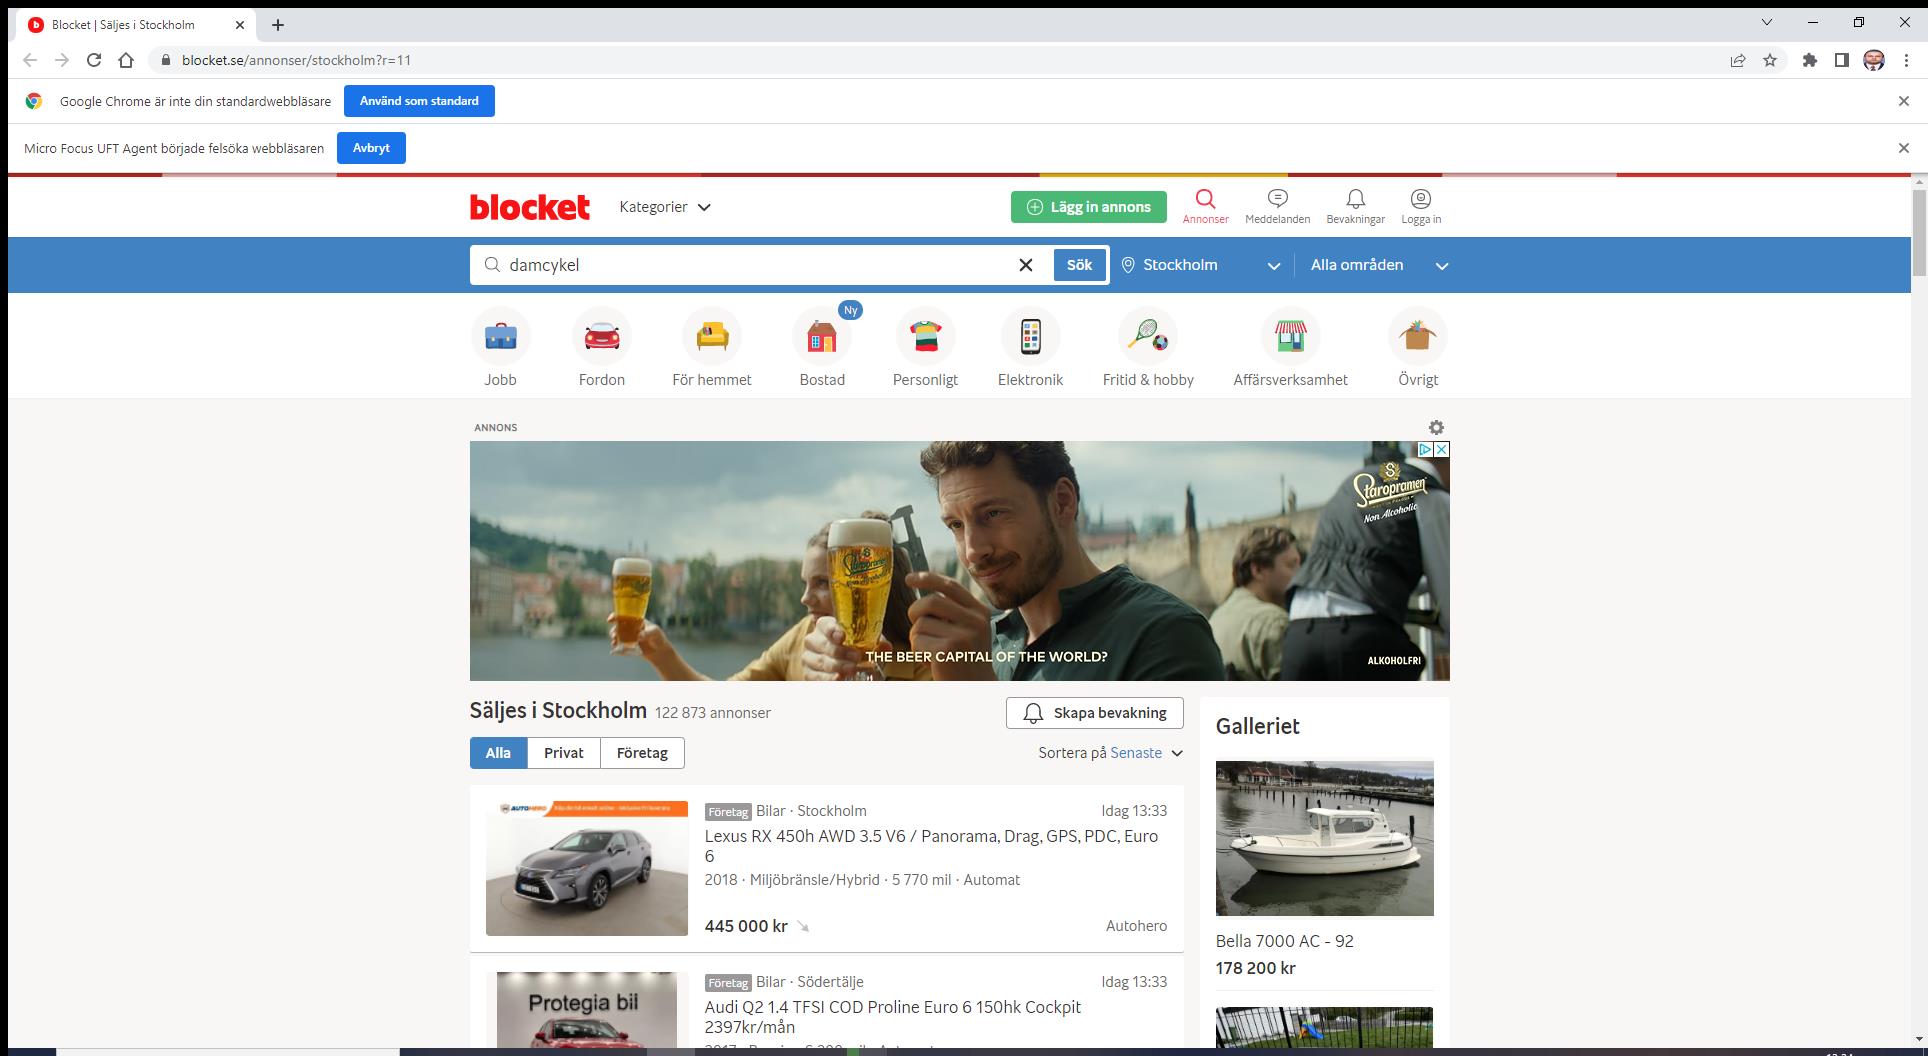 Blocket | Säljes i Stockholm
blocket.se/annonser/stockholm?r=11
Google Chrome är inte din standardwebbläsare
Använd som standard
Micro Focus UFT Agent började felsöka webbläsaren
Avbryt
blocket
Kategorier
Lägg in annons
Annonser
Meddelanden
Bevakningar
Logga in
damcykel
Sök
Stockholm
Alla områden
Ny
Jobb
Fordon
För hemmet
Bostad
Personligt
Elektronik
Fritid & hobby
Affärsverksamhet
Övrigt
ANNONS
Staropramen
Non Alcoholic
Staropramen
THE BEER CAPITAL OF THE WORLD?
ALKOHOLFRI
Säljes i Stockholm 122 873 annonser
Skapa bevakning
Alla
Privat
Företag
Sortera på Senaste
AUTOHERO
Företag Bilar · Stockholm
Idag 13:33
Lexus RX 450h AWD 3.5 V6 / Panorama, Drag, GPS, PDC, Euro
6
2018 · Miljöbränsle/Hybrid · 5 770 mil · Automat
445 000 kr
Autohero
Protegia bil
Företag Bilar · Södertälje
Idag 13:33
Audi Q2 1.4 TFSI COD Proline Euro 6 150hk Cockpit
2397kr/mån
Galleriet
Bella 7000 AC - 92
178 200 kr